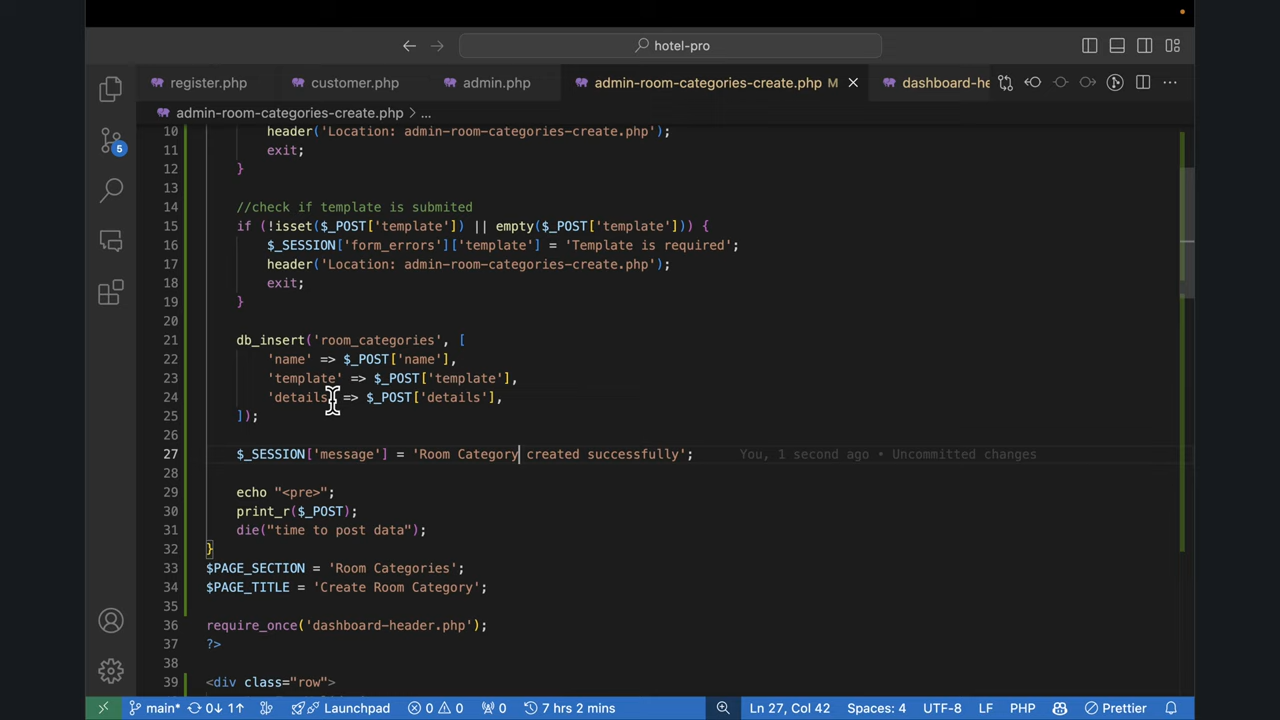 hotel-pro
register.php customer.php admin.php admin-room-categories-create.php M dashboard-he
admin-room-categories-create.php > ...
5
10 header('Location: admin-room-categories-create.php');
11 exit;
12 }
13
14 //check if template is submited
15 if (!isset($_POST['template']) || empty($_POST['template'])) {
16 $_SESSION['form_errors']['template'] = 'Template is required';
17 header('Location: admin-room-categories-create.php');
18 exit;
19 }
20
21 db_insert('room_categories', [
22 'name' => $_POST['name'],
23 'template' => $_POST['template'],
24 'details' => $_POST['details'],
25 ]);
26
27 $_SESSION['message'] = 'Room Category created successfully'; You, 1 second ago • Uncommitted changes
28
29 echo "<pre>";
30 print_r($_POST);
31 die("time to post data");
32 }
33 $PAGE_SECTION = 'Room Categories';
34 $PAGE_TITLE = 'Create Room Category';
35
36 require_once('dashboard-header.php');
37 ?>
38
39 <div class="row">
main* 0↓ 1↑ Launchpad 0 0 0 7 hrs 2 mins Ln 27, Col 42 Spaces: 4 UTF-8 LF PHP Prettier